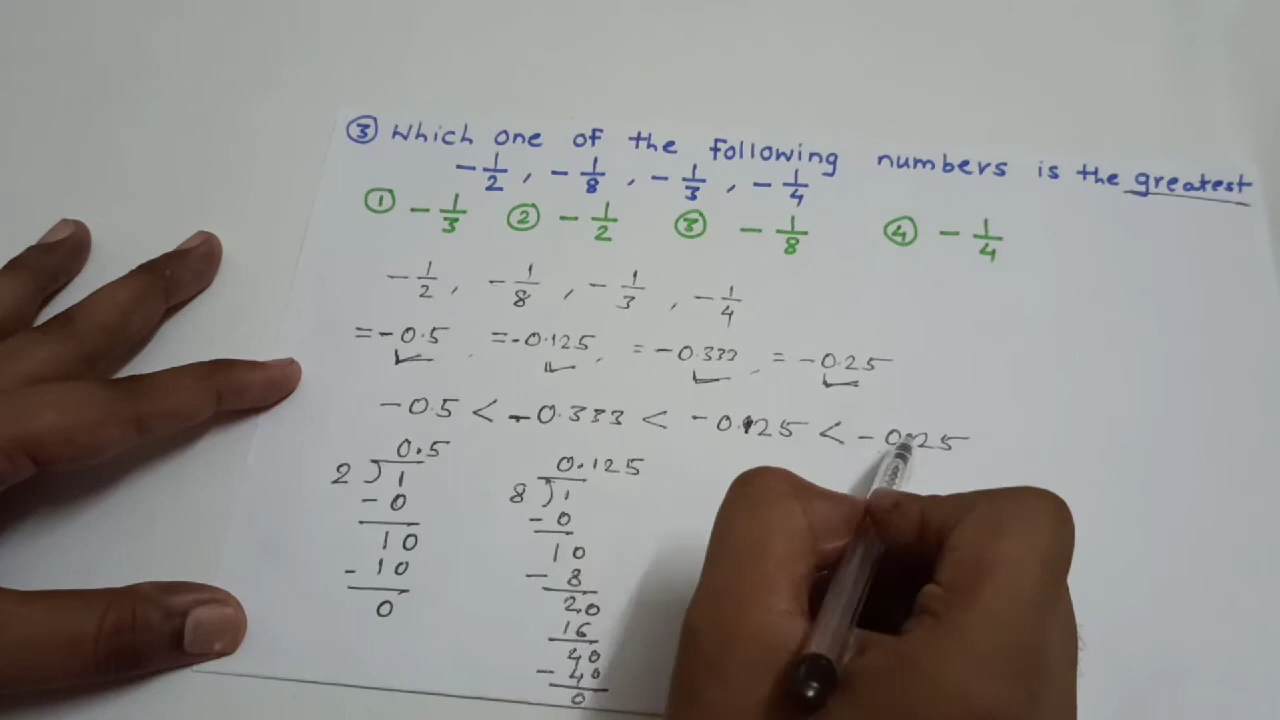 ③ Which one of the following numbers is the greatest
-1/2 , -1/8 , -1/3 , -1/4
① -1/3 ② -1/2 ③ -1/8 ④ -1/4
-1/2 , -1/8 , -1/3 , -1/4
=-0.5 , =-0.125 , =-0.333 , =-0.25
-0.5 < -0.333 < -0.125 < -0.25
0.5
2)1
-0
10
-10
0
0.125
8)1
-0
10
-8
20
16
40
-40
0